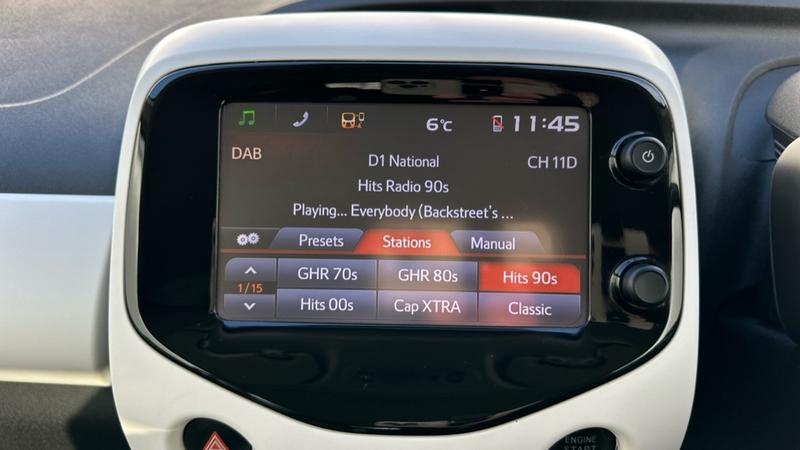 6°C 11:45
DAB D1 National CH 11D
Hits Radio 90s
Playing... Everybody (Backstreet's ...
Presets Stations Manual
GHR 70s GHR 80s Hits 90s
1/15
Hits 00s Cap XTRA Classic
ENGINE
START